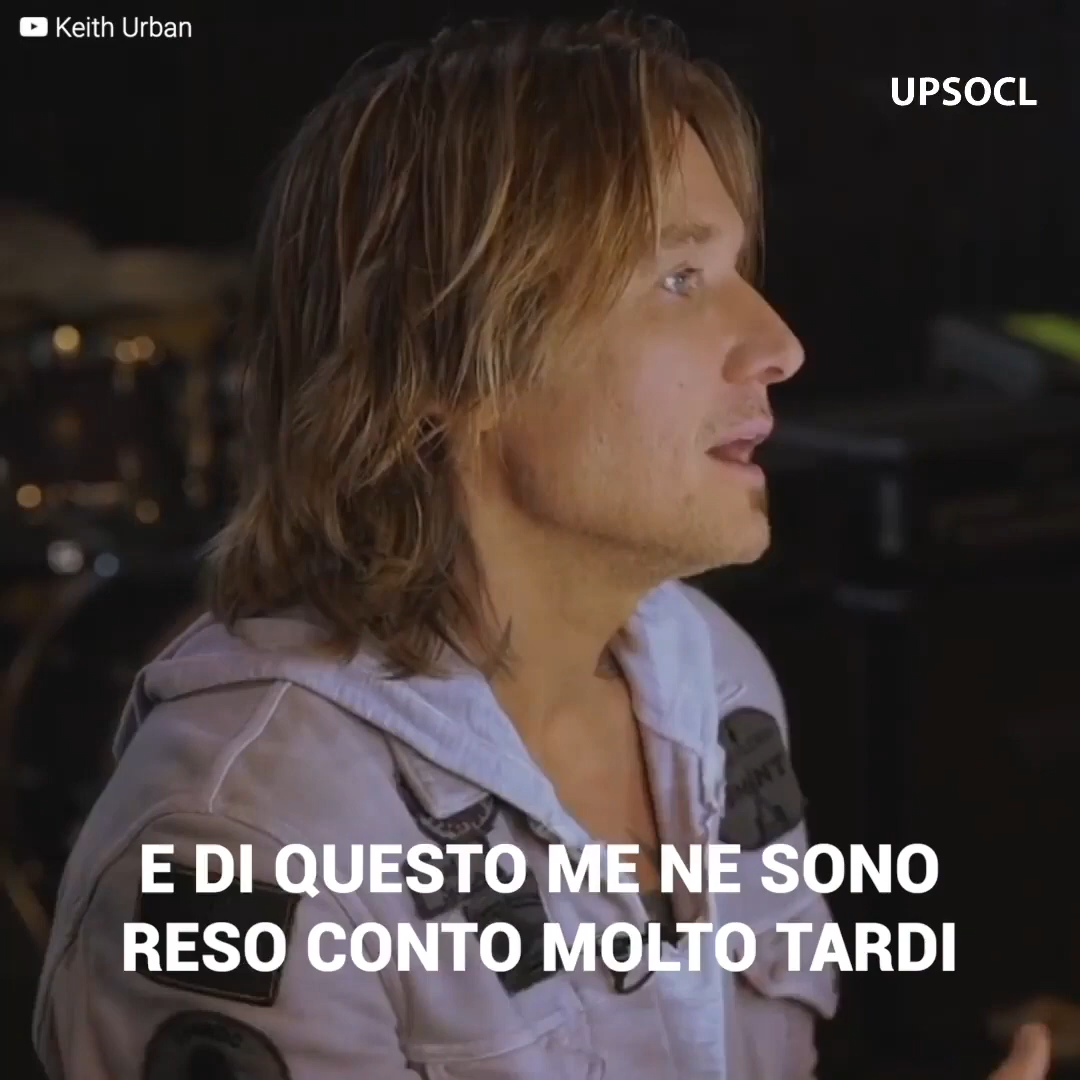 Keith Urban
UPSOCL
E DI QUESTO ME NE SONO
RESO CONTO MOLTO TARDI